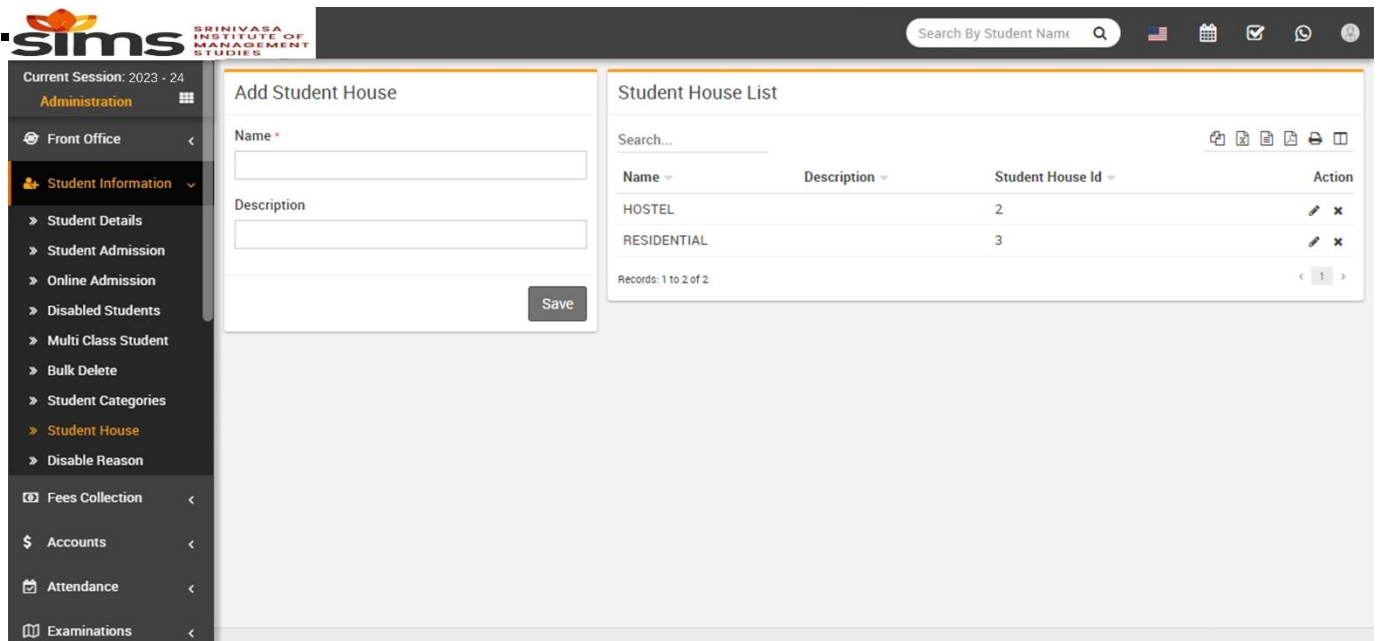 sims
SRINIVASA
INSTITUTE OF
MANAGEMENT
STUDIES
Search By Student Name
Current Session: 2023 - 24
Administration
Front Office
Student Information
Student Details
Student Admission
Online Admission
Disabled Students
Multi Class Student
Bulk Delete
Student Categories
Student House
Disable Reason
Fees Collection
$ Accounts
Attendance
Examinations
Add Student House
Name *
Description
Save
Student House List
Search...
Name Description Student House Id Action
HOSTEL 2
RESIDENTIAL 3
Records: 1 to 2 of 2 < 1 >